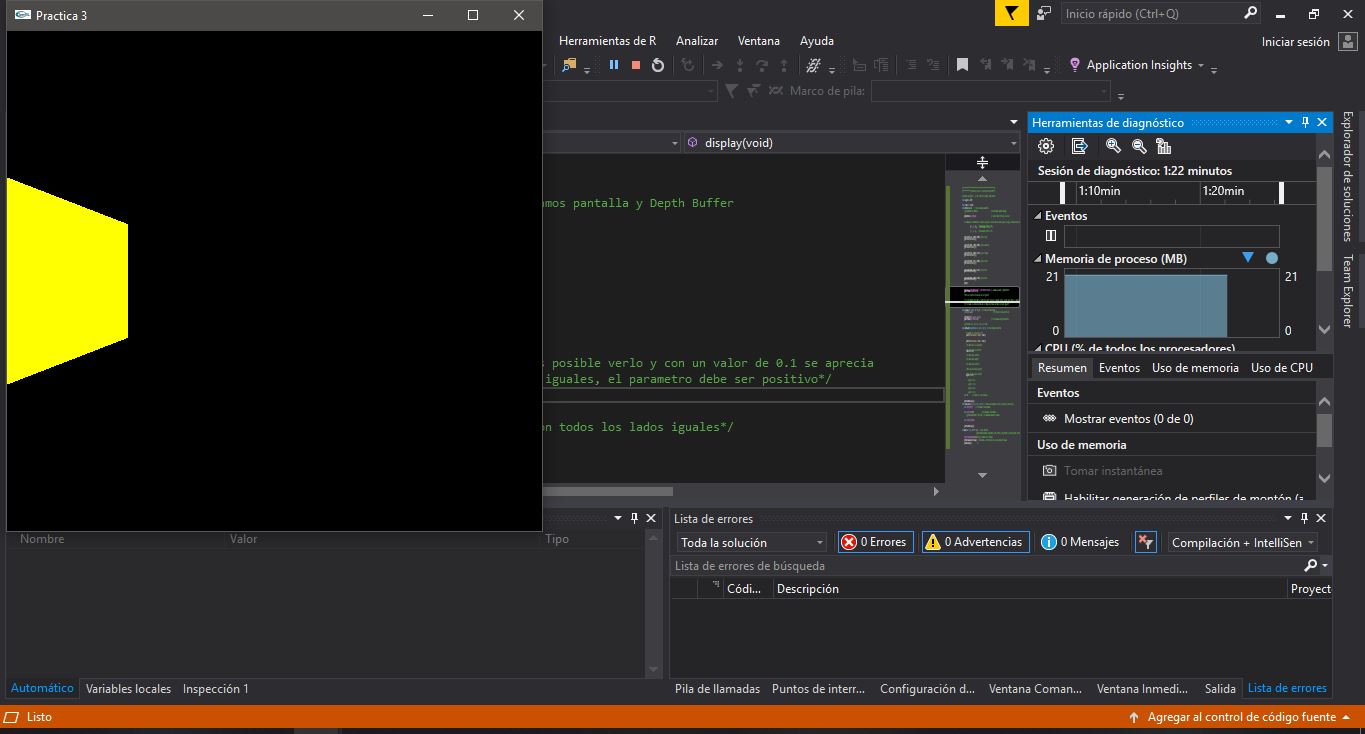 Practica 3
Inicio rápido (Ctrl+Q)
Herramientas de R Analizar Ventana Ayuda
Iniciar sesión
Application Insights
Marco de pila:
display(void)
amos pantalla y Depth Buffer
s posible verlo y con un valor de 0.1 se aprecia
iguales, el parametro debe ser positivo*/
on todos los lados iguales*/
Herramientas de diagnóstico
Sesión de diagnóstico: 1:22 minutos
1:10min 1:20min
Eventos
Memoria de proceso (MB)
21 21
0 0
CPU (% de todos los procesadores)
Resumen Eventos Uso de memoria Uso de CPU
Eventos
Mostrar eventos (0 de 0)
Uso de memoria
Tomar instantánea
Habilitar generación de perfiles de montón (a
Explorador de soluciones
Team Explorer
Nombre Valor Tipo
Automático Variables locales Inspección 1
Lista de errores
Toda la solución 0 Errores 0 Advertencias 0 Mensajes Compilación + IntelliSen
Lista de errores de búsqueda
Códi... Descripción Proyect
Pila de llamadas Puntos de interr... Configuración d... Ventana Coman... Ventana Inmedi... Salida Lista de errores
Listo
Agregar al control de código fuente